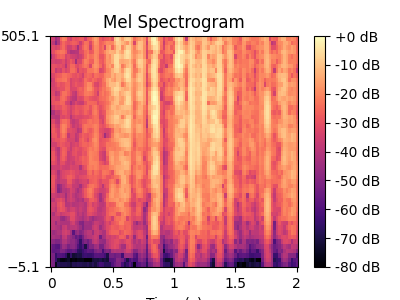 Mel Spectrogram
505.1
-5.1
0
0.5
1
1.5
2
+0 dB
-10 dB
-20 dB
-30 dB
-40 dB
-50 dB
-60 dB
-70 dB
-80 dB